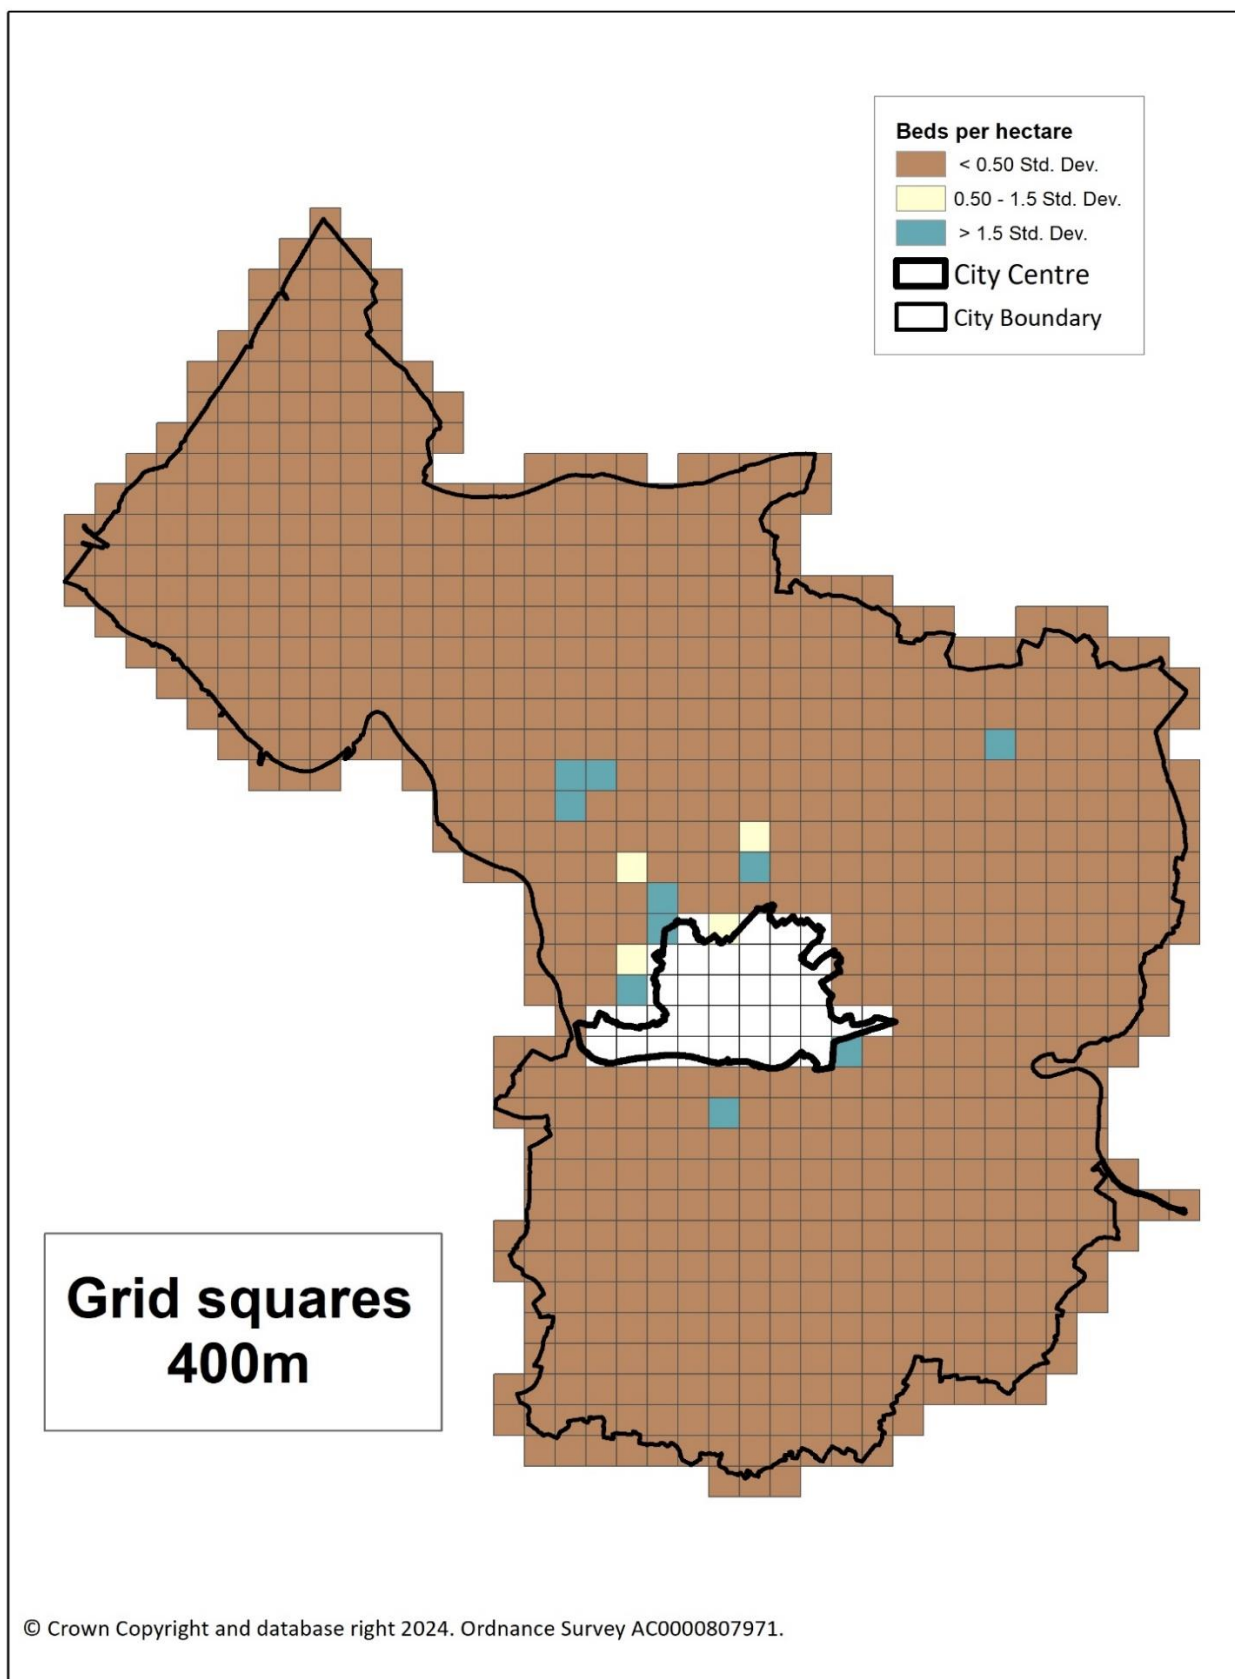 Beds per hectare
< 0.50 Std. Dev.
0.50 - 1.5 Std. Dev.
> 1.5 Std. Dev.
City Centre
City Boundary
Grid squares
400m
© Crown Copyright and database right 2024. Ordnance Survey AC0000807971.